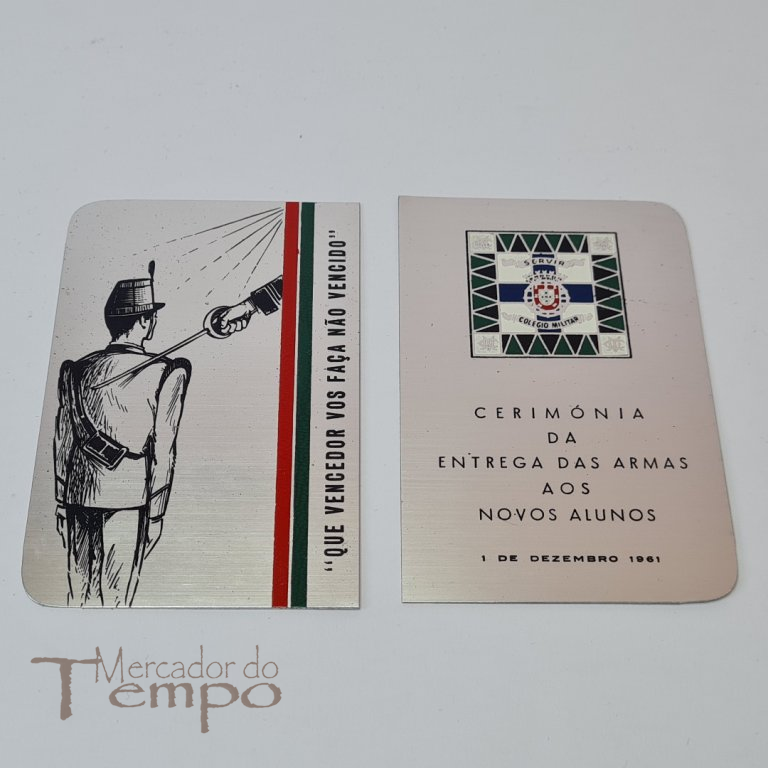 “QUE VENCEDOR VOS FAÇA NÃO VENCIDO”
SERVIR
COLEGIO MILITAR
CERIMÓNIA
DA
ENTREGA DAS ARMAS
AOS
NOVOS ALUNOS
1 DE DEZEMBRO 1961
Mercador do
Tempo